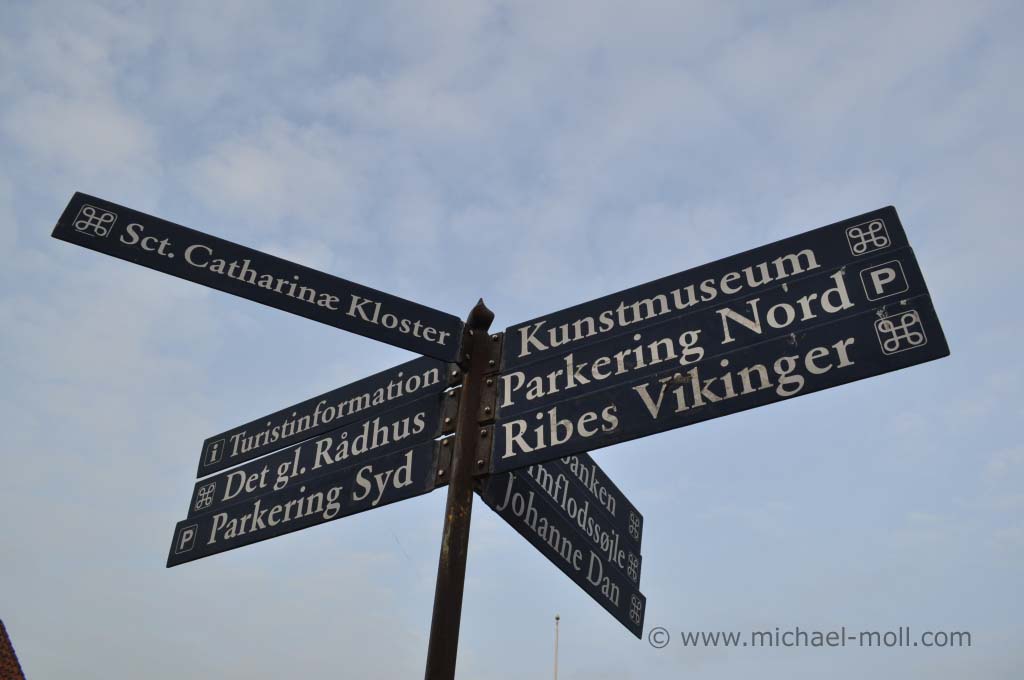 Sct. Catharinæ Kloster
Turistinformation
Det gl. Rådhus
P Parkering Syd
Kunstmuseum
Parkering Nord P
Ribes Vikinger
Johanne Dan
© www.michael-moll.com